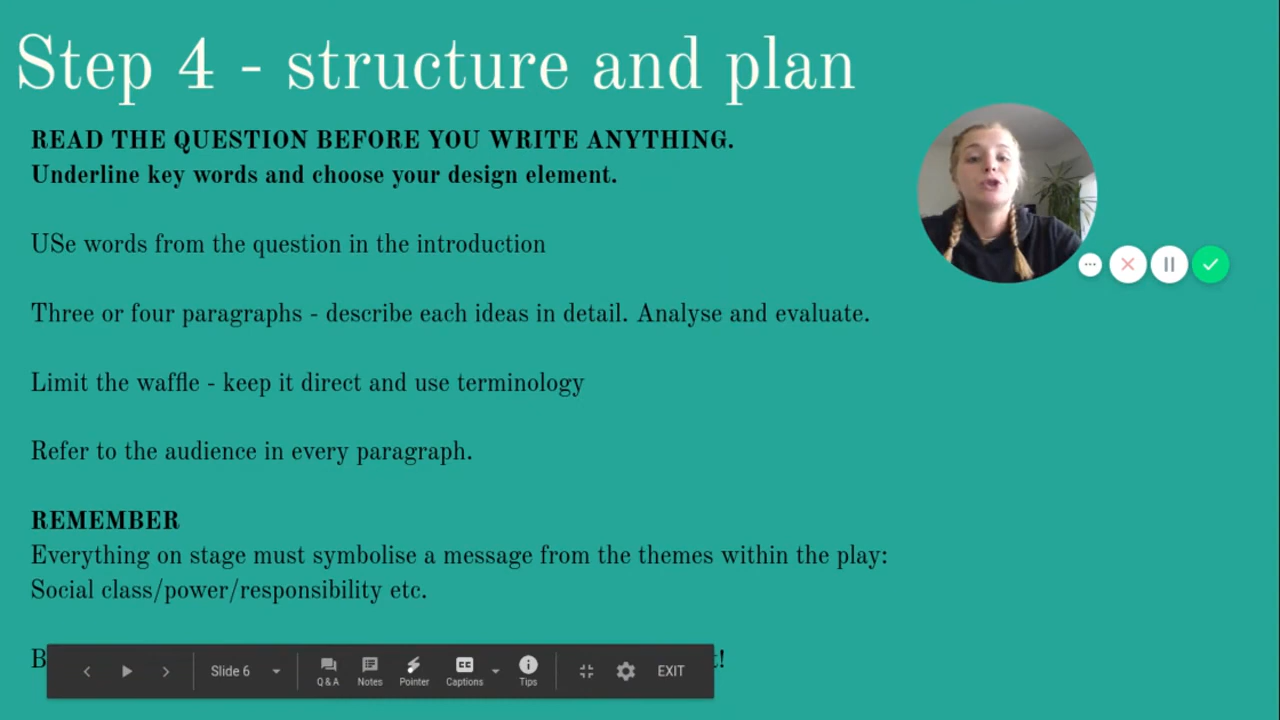 Step 4 - structure and plan
READ THE QUESTION BEFORE YOU WRITE ANYTHING.
Underline key words and choose your design element.
USe words from the question in the introduction
Three or four paragraphs - describe each ideas in detail. Analyse and evaluate.
Limit the waffle - keep it direct and use terminology
Refer to the audience in every paragraph.
REMEMBER
Everything on stage must symbolise a message from the themes within the play:
Social class/power/responsibility etc.
Slide 6 Q&A Notes Pointer CC Captions Tips EXIT